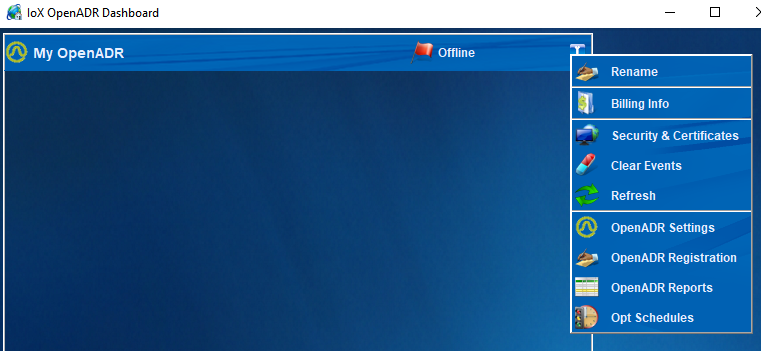 IoX OpenADR Dashboard
My OpenADR
Offline
Rename
Billing Info
Security & Certificates
Clear Events
Refresh
OpenADR Settings
OpenADR Registration
OpenADR Reports
Opt Schedules